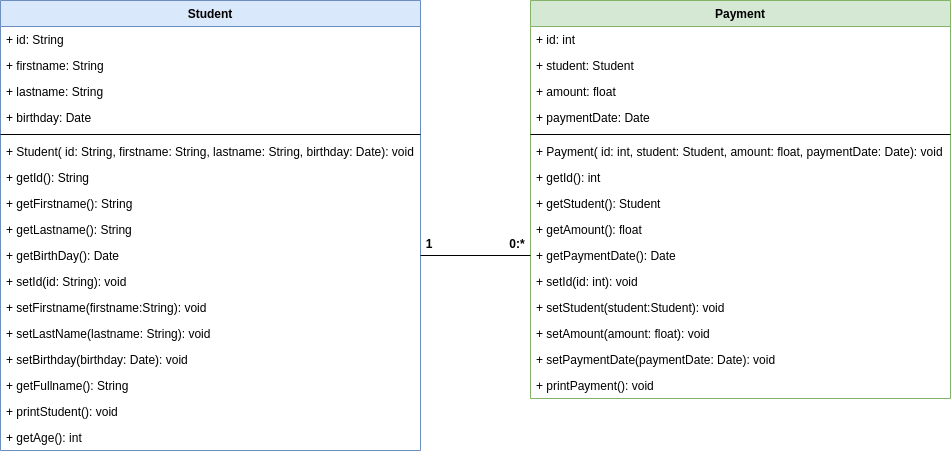 Student
+ id: String
+ firstname: String
+ lastname: String
+ birthday: Date
+ Student( id: String, firstname: String, lastname: String, birthday: Date): void
+ getId(): String
+ getFirstname(): String
+ getLastname(): String
+ getBirthDay(): Date
+ setId(id: String): void
+ setFirstname(firstname:String): void
+ setLastName(lastname: String): void
+ setBirthday(birthday: Date): void
+ getFullname(): String
+ printStudent(): void
+ getAge(): int
1
0:*
Payment
+ id: int
+ student: Student
+ amount: float
+ paymentDate: Date
+ Payment( id: int, student: Student, amount: float, paymentDate: Date): void
+ getId(): int
+ getStudent(): Student
+ getAmount(): float
+ getPaymentDate(): Date
+ setId(id: int): void
+ setStudent(student:Student): void
+ setAmount(amount: float): void
+ setPaymentDate(paymentDate: Date): void
+ printPayment(): void